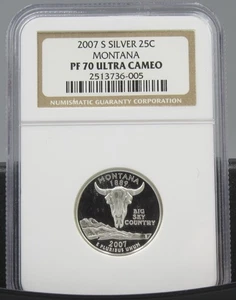 2007 S SILVER 25C
MONTANA
PF 70 ULTRA CAMEO
2513736-005
NUMISMATIC GUARANTY CORPORATION
MONTANA
1889
BIG
SKY
COUNTRY
2007
E PLURIBUS UNUM